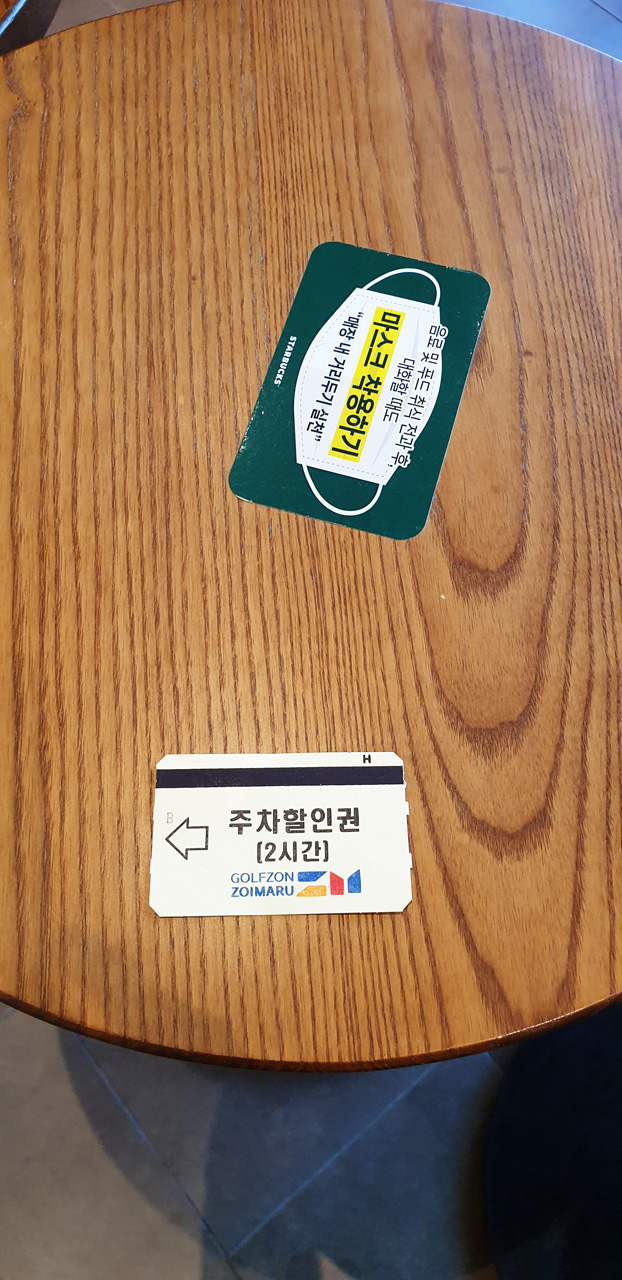 음료 및 푸드 취식 전과 후,
대화할 때도
마스크 착용하기
"매장 내 거리두기 실천"
STARBUCKS
H
B
주차할인권
(2시간)
GOLFZON
ZOIMARU